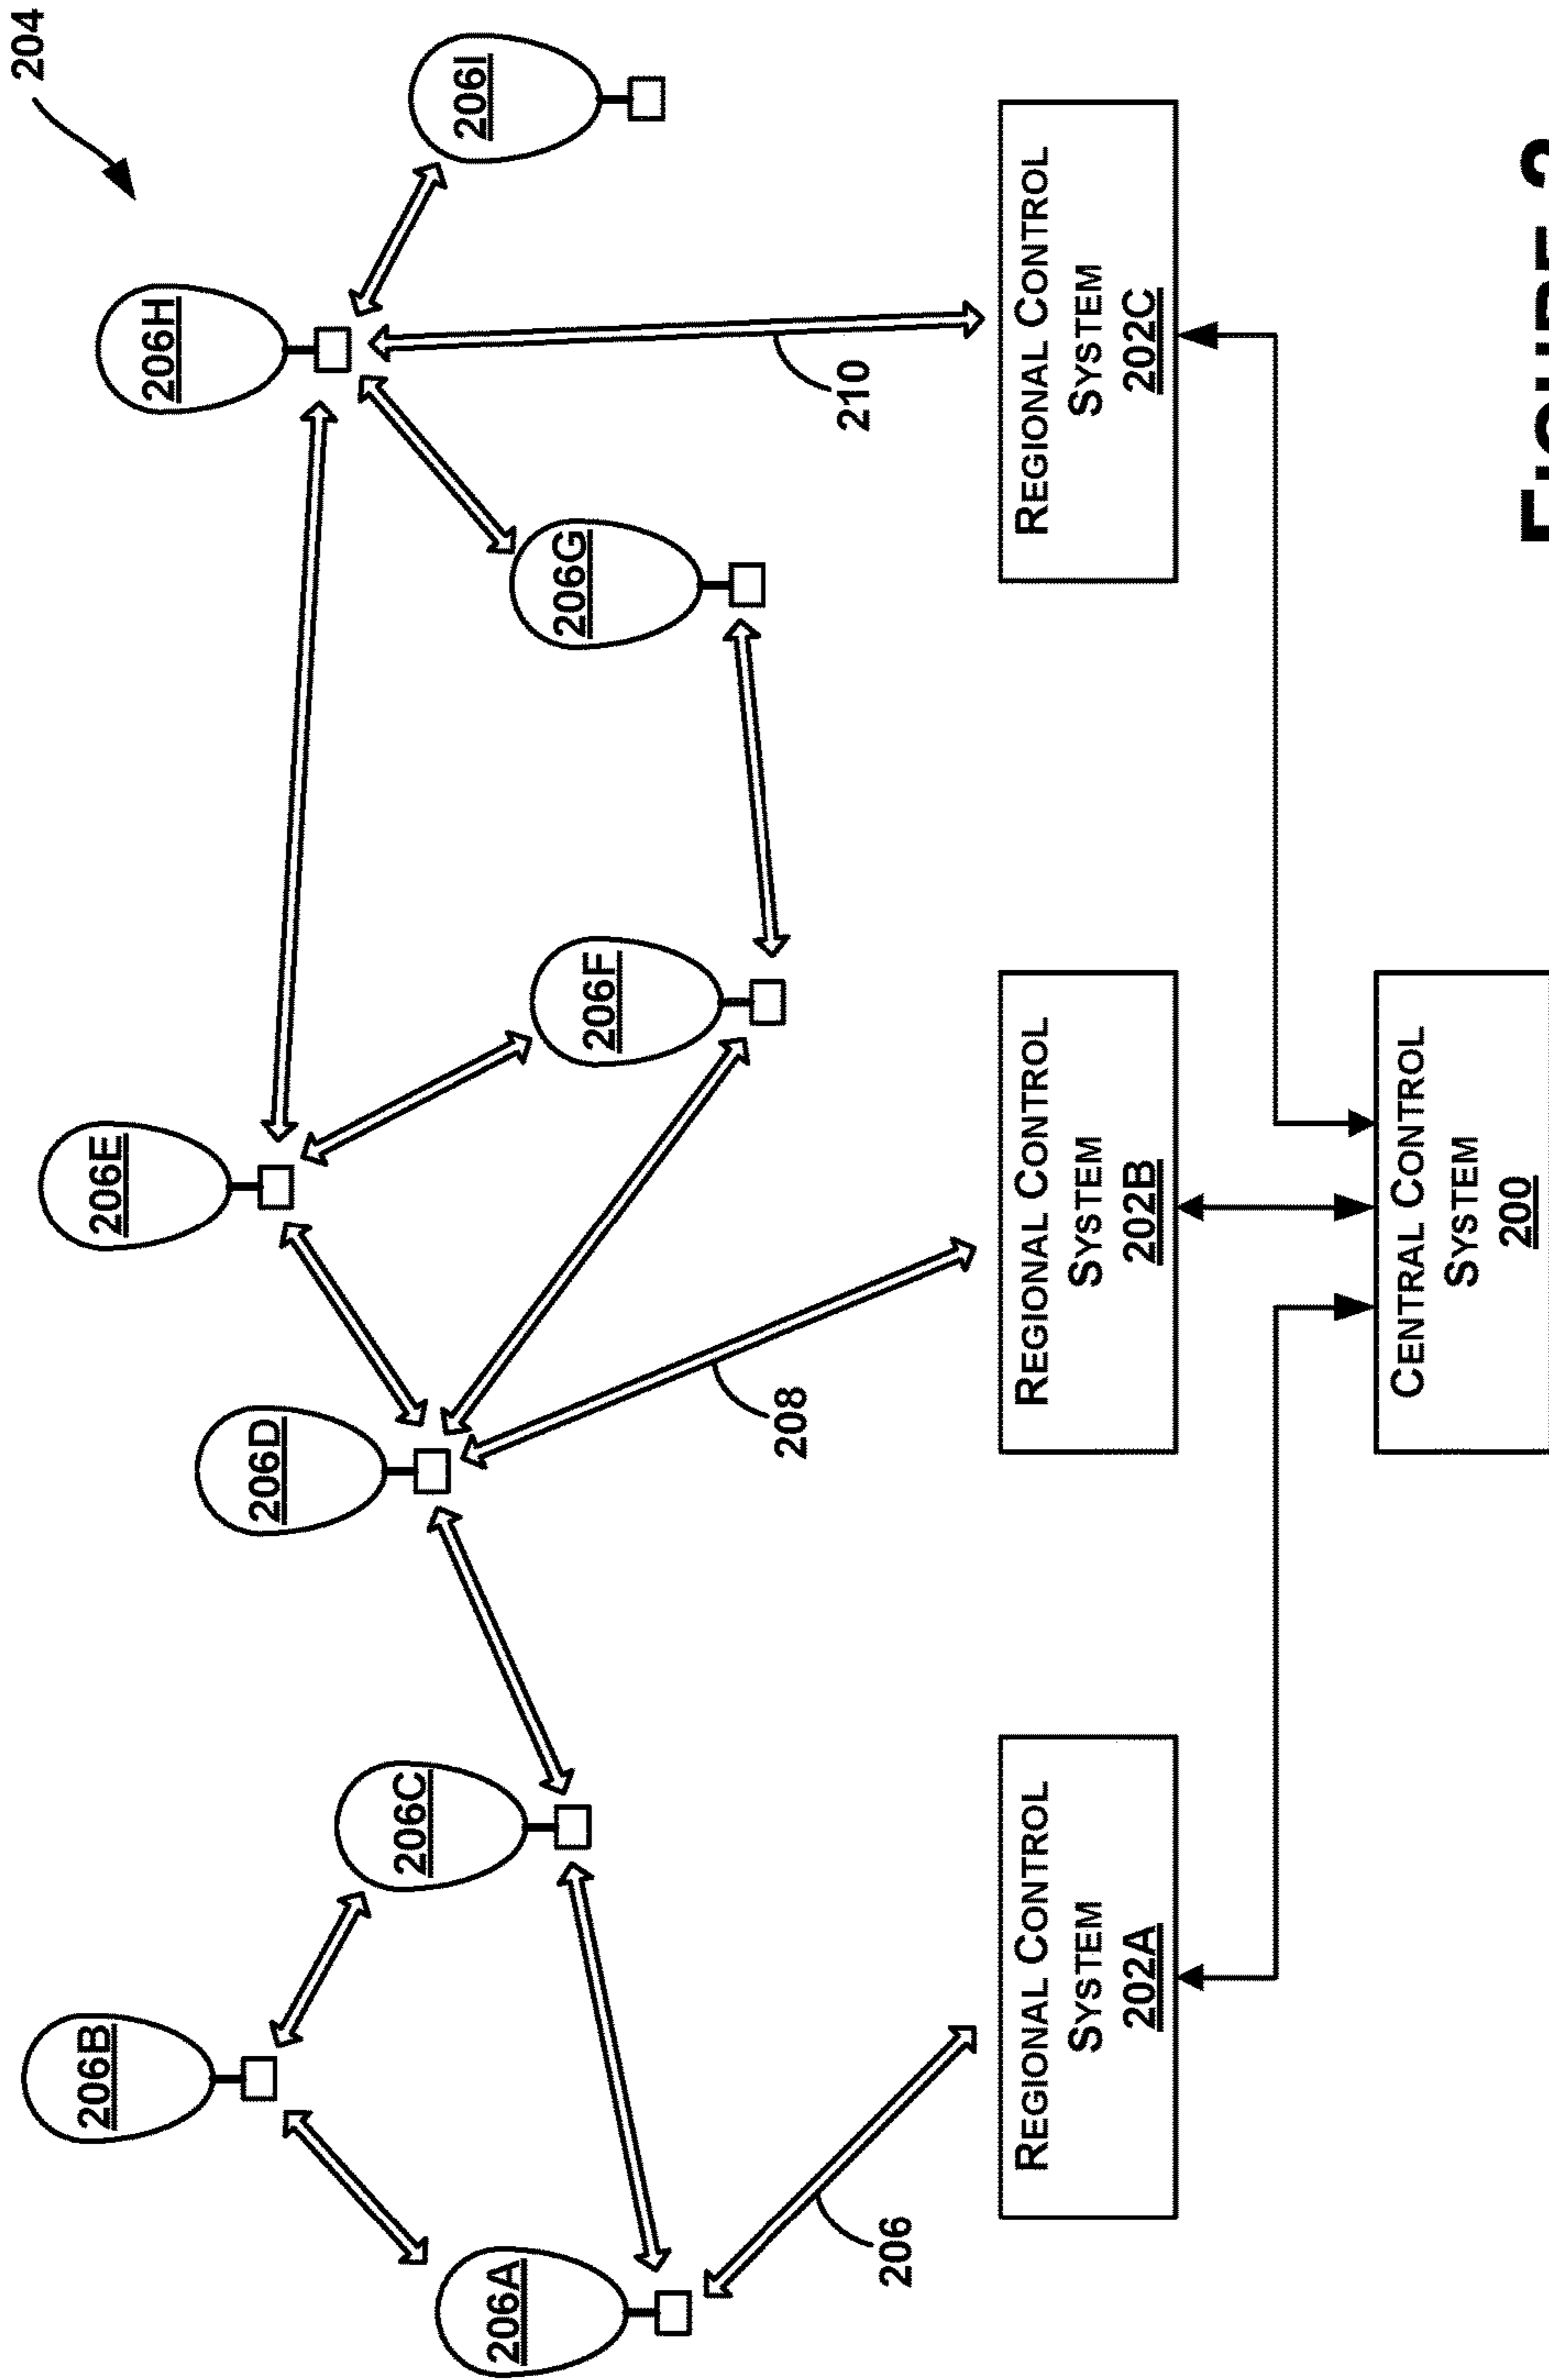 204
206B
206E
206H
206D
206C
206I
206A
206F
206G
206
208
210
REGIONAL CONTROL
SYSTEM
202A
REGIONAL CONTROL
SYSTEM
202B
REGIONAL CONTROL
SYSTEM
202C
CENTRAL CONTROL
SYSTEM
200